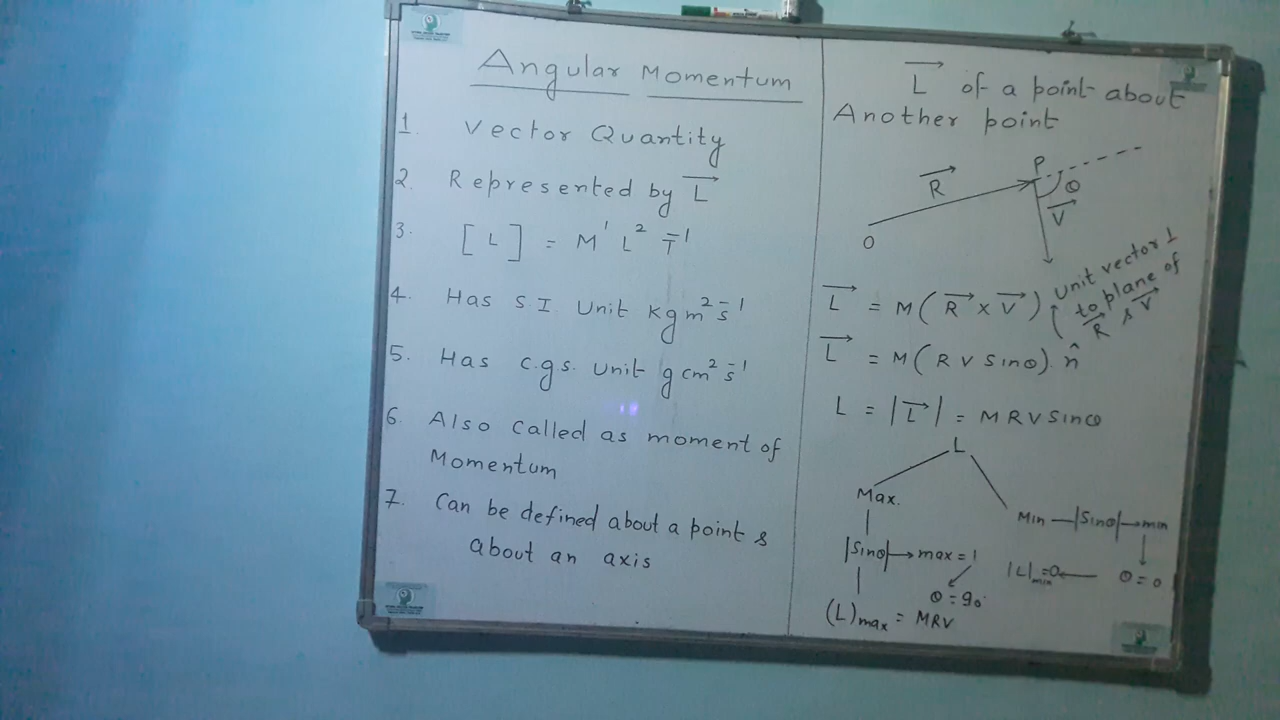 Angular Momentum
1. Vector Quantity
2. Represented by L⃗
3. [L] = M¹ L² T⁻¹
4. Has S I. Unit kg m² s⁻¹
5. Has c.g.s. Unit g cm² s⁻¹
6. Also Called as moment of
Momentum
7. Can be defined about a point &
about an axis
L⃗ of a point about
Another point
P
R⃗
θ
V⃗
O
unit vector ⊥
to plane of
R⃗ & V⃗
L⃗ = M(R⃗ × V⃗)
L⃗ = M(R V Sinθ). n̂
L = |L⃗| = MRVSinθ
L
Max.
Min — |Sinθ| → min
|Sinθ| → max = 1
|L|min = 0 ← θ = 0
θ = 90°
(L)max = MRV